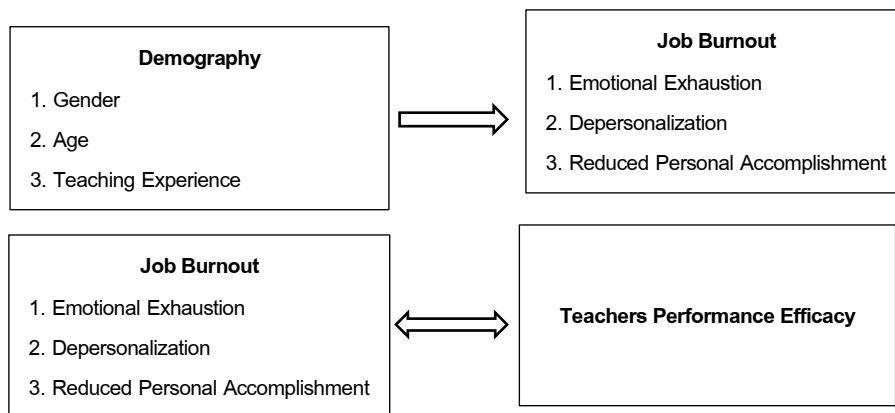 Demography
1. Gender
2. Age
3. Teaching Experience
Job Burnout
1. Emotional Exhaustion
2. Depersonalization
3. Reduced Personal Accomplishment
Job Burnout
1. Emotional Exhaustion
2. Depersonalization
3. Reduced Personal Accomplishment
Teachers Performance Efficacy